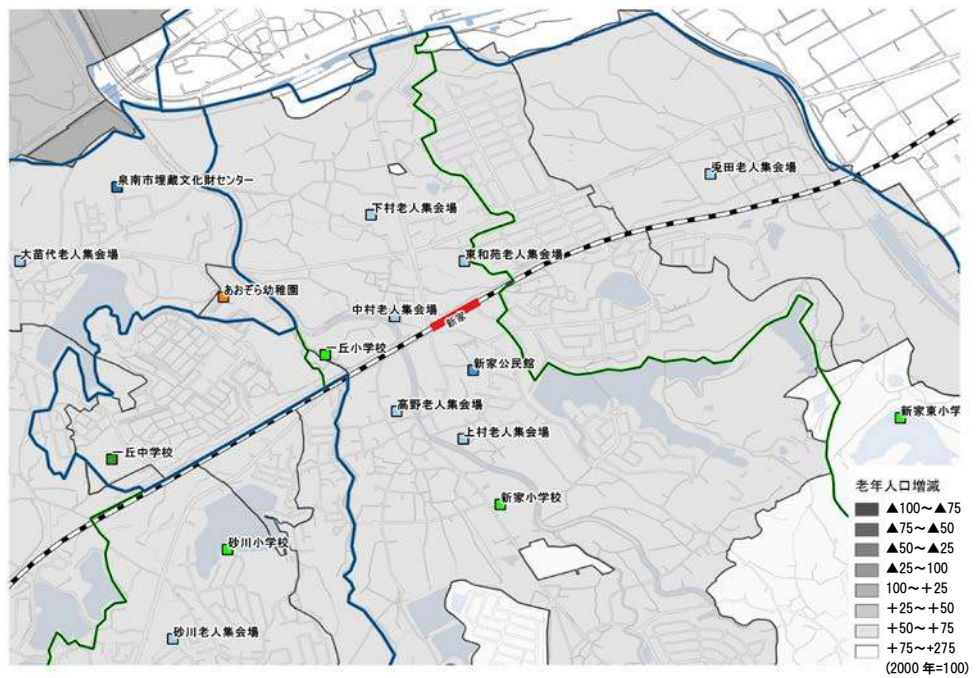 泉南市埋蔵文化財センター
兎田老人集会場
下村老人集会場
大苗代老人集会場
東和苑老人集会場
あおぞら幼稚園
中村老人集会場
新家
一丘小学校
新家公民館
高野老人集会場
新家東小学
上村老人集会場
一丘中学校
新家小学校
砂川小学校
砂川老人集会場
老年人口増減
▲100～▲75
▲75～▲50
▲50～▲25
▲25～100
100～+25
+25～+50
+50～+75
+75～+275
(2000 年=100)